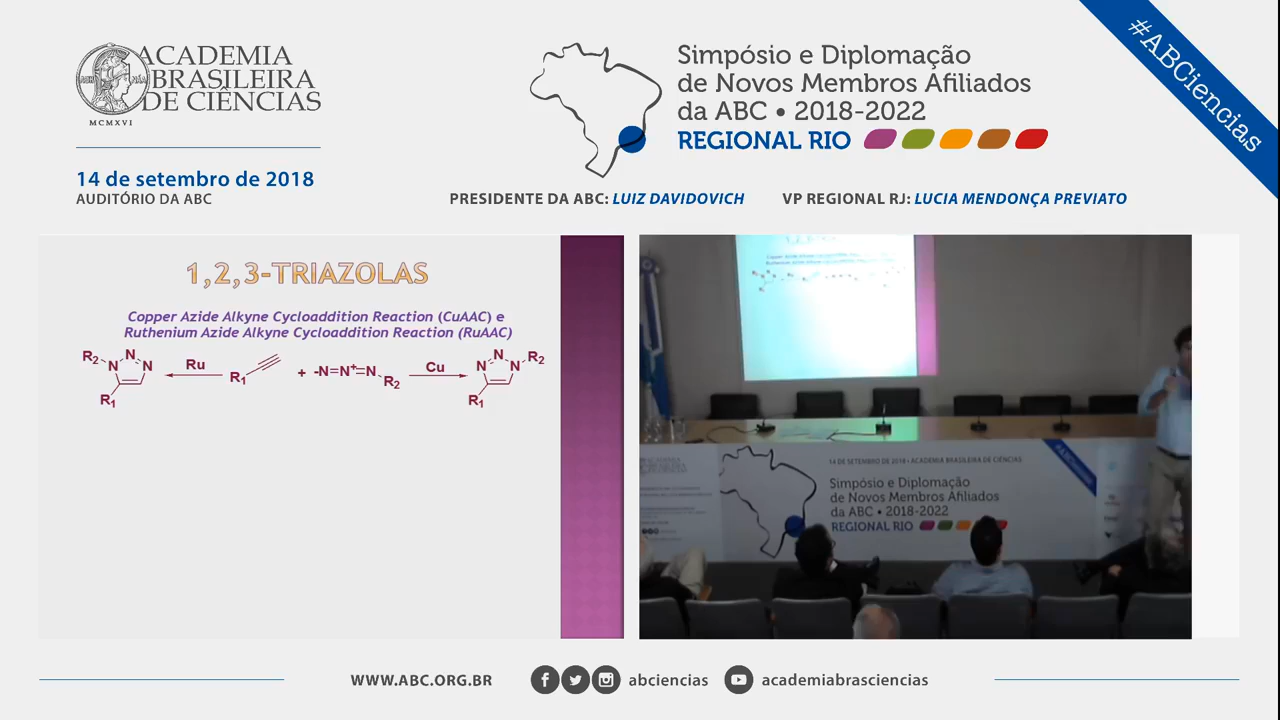 ACADEMIA
BRASILEIRA
DE CIÊNCIAS
MCMXVI
14 de setembro de 2018
AUDITÓRIO DA ABC
Simpósio e Diplomação
de Novos Membros Afiliados
da ABC • 2018-2022
REGIONAL RIO
#ABCiencias
PRESIDENTE DA ABC: LUIZ DAVIDOVICH
VP REGIONAL RJ: LUCIA MENDONÇA PREVIATO
1,2,3-TRIAZOLAS
Copper Azide Alkyne Cycloaddition Reaction (CuAAC) e
Ruthenium Azide Alkyne Cycloaddition Reaction (RuAAC)
R2 N N N R1
Ru
R1
+ -N=N+=N R2
Cu
N N N R2 R1
14 DE SETEMBRO DE 2018 • ACADEMIA BRASILEIRA DE CIÊNCIAS
Simpósio e Diplomação
de Novos Membros Afiliados
da ABC • 2018-2022
REGIONAL RIO
WWW.ABC.ORG.BR
abciencias
academiabrasciencias